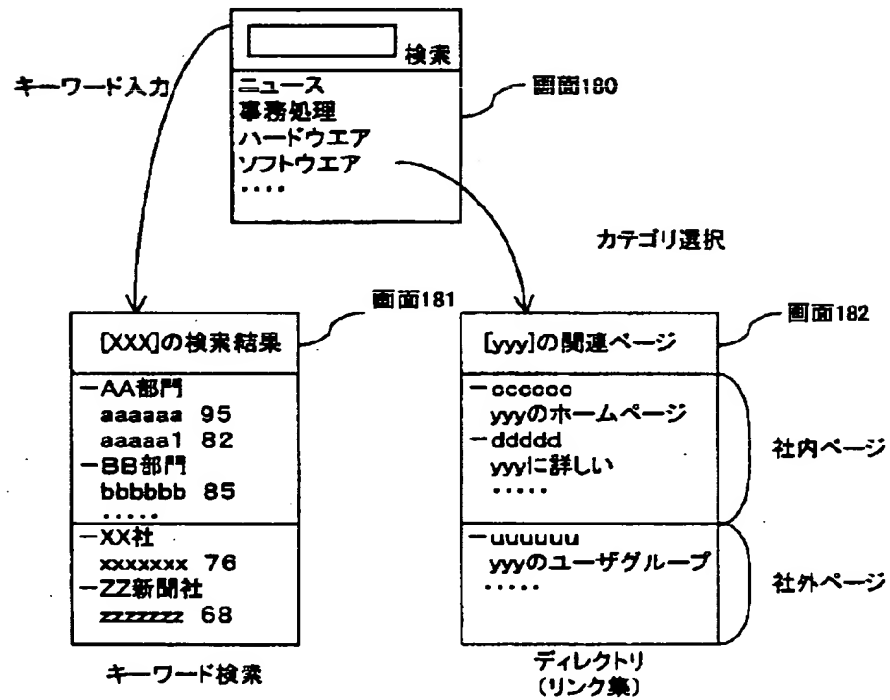 検索
キーワード入力
ニュース
事務処理
ハードウエア
ソフトウエア
・・・・
画面180
カテゴリ選択
画面181
[XXX]の検索結果
ーAA部門
aaaaaa 95
aaaaa1 82
ーBB部門
bbbbbb 85
・・・・・
ーXX社
xxxxxxx 76
ーZZ新聞社
zzzzzzz 68
キーワード検索
画面182
[yyy]の関連ページ
ーcccccc
yyyのホームページ
ーddddd
yyyに詳しい
・・・・・
社内ページ
ーuuuuuu
yyyのユーザグループ
・・・・・
社外ページ
ディレクトリ
(リンク集)